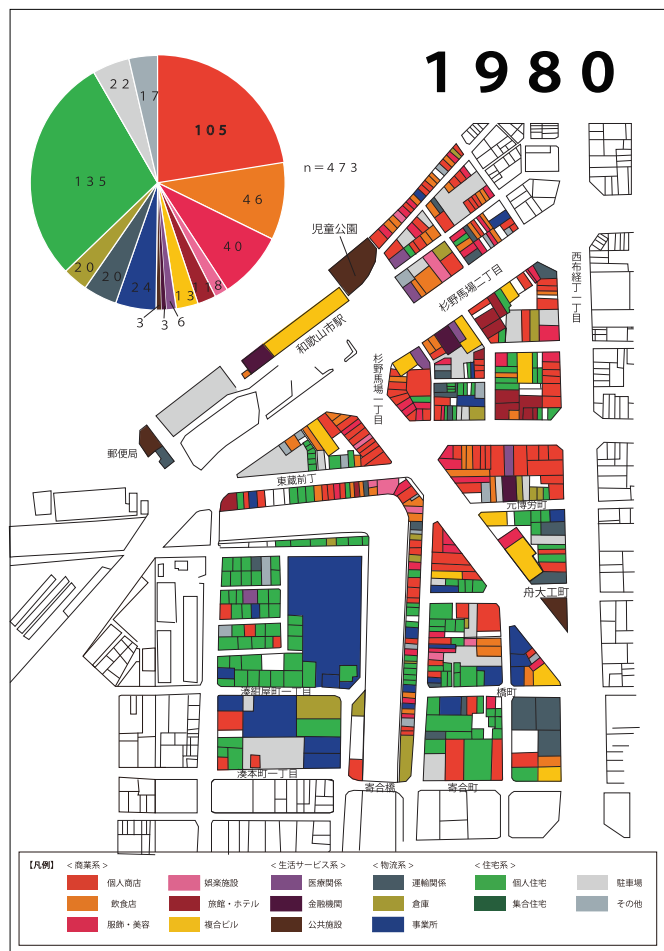 1980
22
17
105
135
46
n=473
40
20
20
24
13
11
8
3
3
6
児童公園
杉野馬場二丁目
西布経丁一丁目
和歌山市駅
杉野馬場一丁目
郵便局
東蔵前丁
元博労町
舟大工町
湊紺屋町一丁目
橋町
湊本町一丁目
寄合橋
寄合町
【凡例】 ＜商業系＞ ＜生活サービス系＞ ＜物流系＞ ＜住宅系＞
個人商店 娯楽施設 医療関係 運輸関係 個人住宅 駐車場
飲食店 旅館・ホテル 金融機関 倉庫 集合住宅 その他
服飾・美容 複合ビル 公共施設 事業所